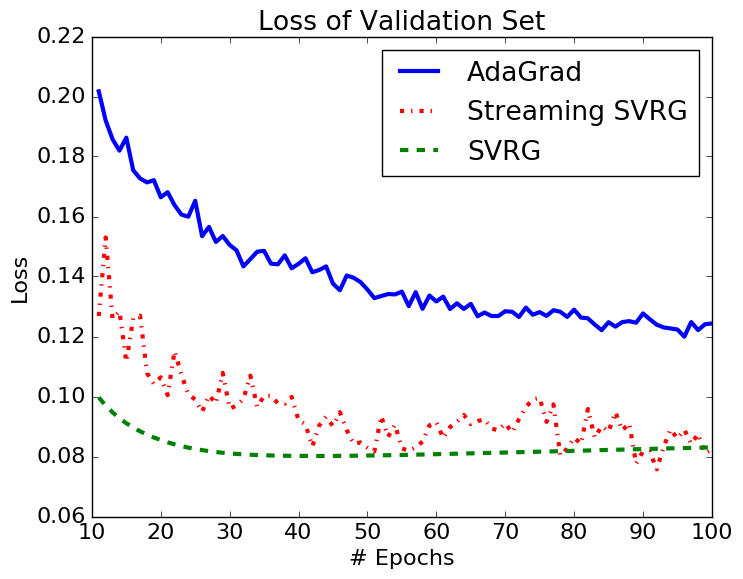 Loss of Validation Set
0.22
0.20
0.18
0.16
0.14
0.12
0.10
0.08
0.06
Loss
AdaGrad
Streaming SVRG
SVRG
10 20 30 40 50 60 70 80 90 100
# Epochs